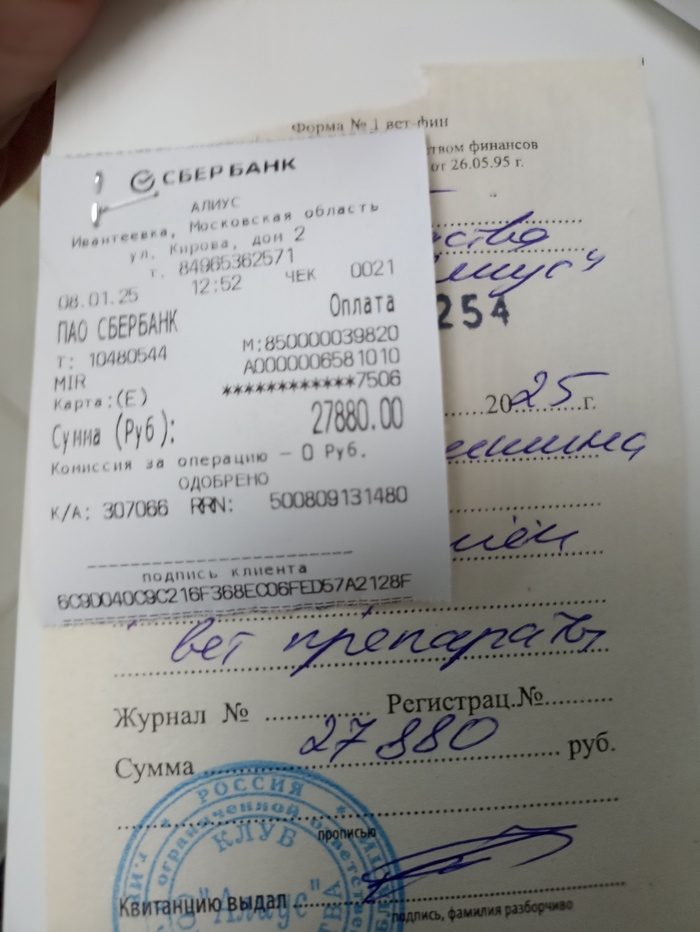 Форма № 1 вет-фин
твом финансов
от 26.05.95 г.
СБЕРБАНК
АЛИУС
Ивантеевка, Московская область
ул. Кирова, дом 2
т. 84965362571
08.01.25 12:52 ЧЕК 0021
ПАО СБЕРБАНК Оплата
Т: 10480544 М:850000039820
MIR A0000006581010
Карта:(E) ************7506
Сумма (Руб): 27880.00
Комиссия за операцию – 0 Руб.
ОДОБРЕНО
К/А: 307066 RRN: 500809131480
подпись клиента
6C9D040C9C216F368EC06FED57A2128F
ство
254
2025 г.
вет препараты
Журнал № Регистрац.№
Сумма 27880 руб.
прописью
Квитанцию выдал
подпись, фамилия разборчиво
РОССИЯ
КЛУБ
"Алиус"